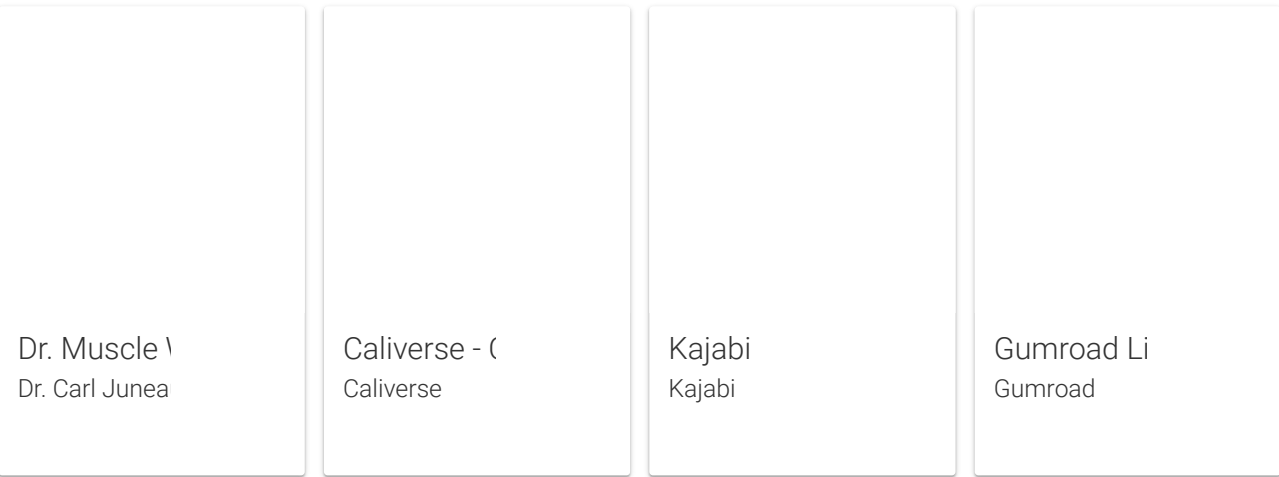 Dr. Muscle
Dr. Carl Junea
Caliverse -
Caliverse
Kajabi
Kajabi
Gumroad Li
Gumroad